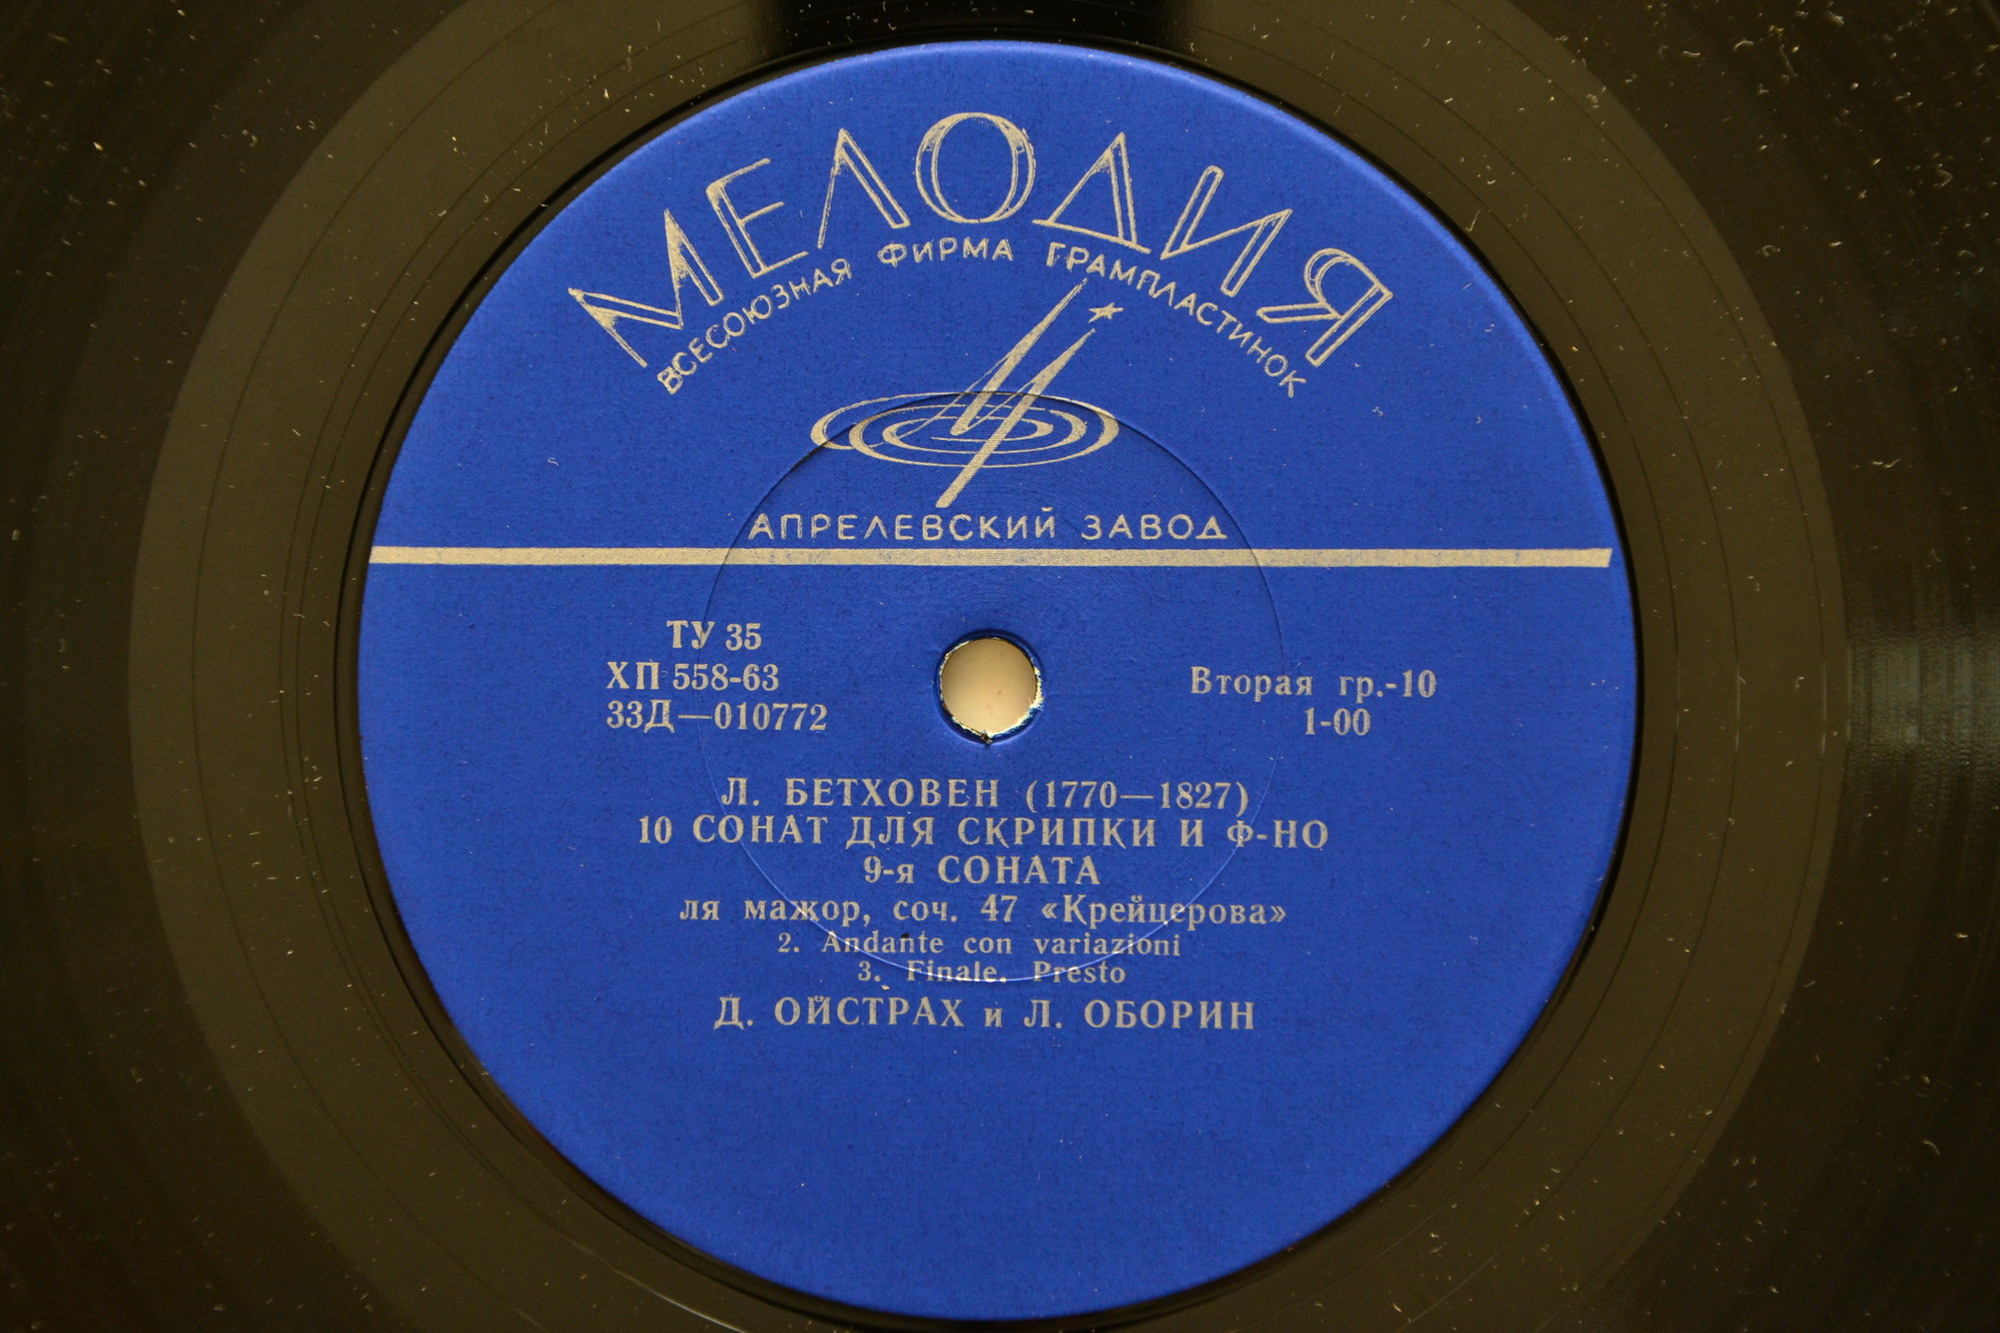 МЕЛОДИЯ
ВСЕСОЮЗНАЯ ФИРМА ГРАМПЛАСТИНОК
АПРЕЛЕВСКИЙ ЗАВОД
ТУ 35
ХП 558-63
33Д—010772
Вторая гр.-10
1-00
Л. БЕТХОВЕН (1770—1827)
10 СОНАТ ДЛЯ СКРИПКИ И Ф-НО
9-я СОНАТА
ля мажор, соч. 47 «Крейцерова»
2. Andante con variazioni
3. Finale. Presto
Д. ОЙСТРАХ и Л. ОБОРИН